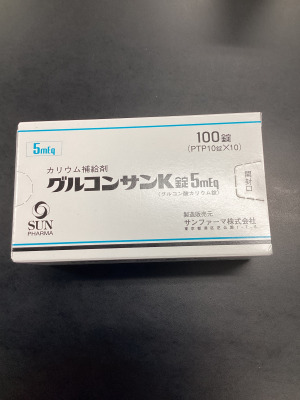 5mEq
100錠
(PTP10錠×10)
カリウム補給剤
グルコンサンK錠5mEq
(グルコン酸カリウム錠)
開封口
SUN
PHARMA
製造販売元
サンファーマ株式会社